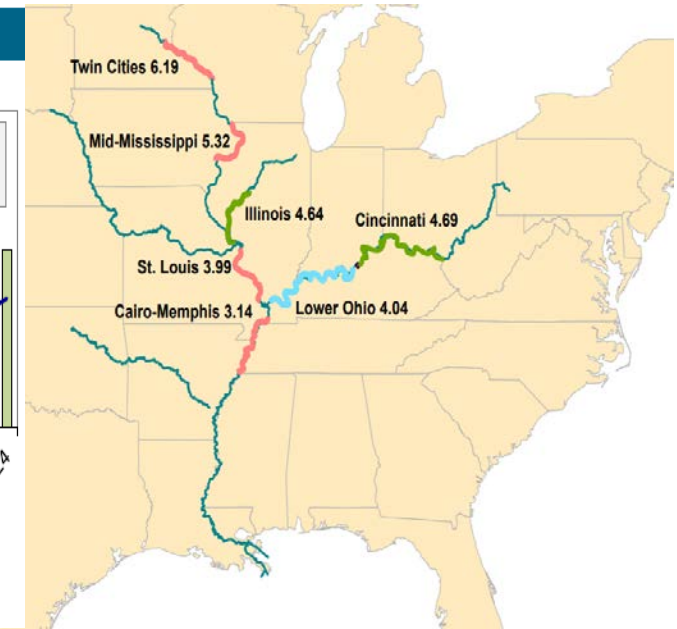 Twin Cities 6.19
Mid-Mississippi 5.32
Illinois 4.64
Cincinnati 4.69
St. Louis 3.99
Cairo-Memphis 3.14
Lower Ohio 4.04